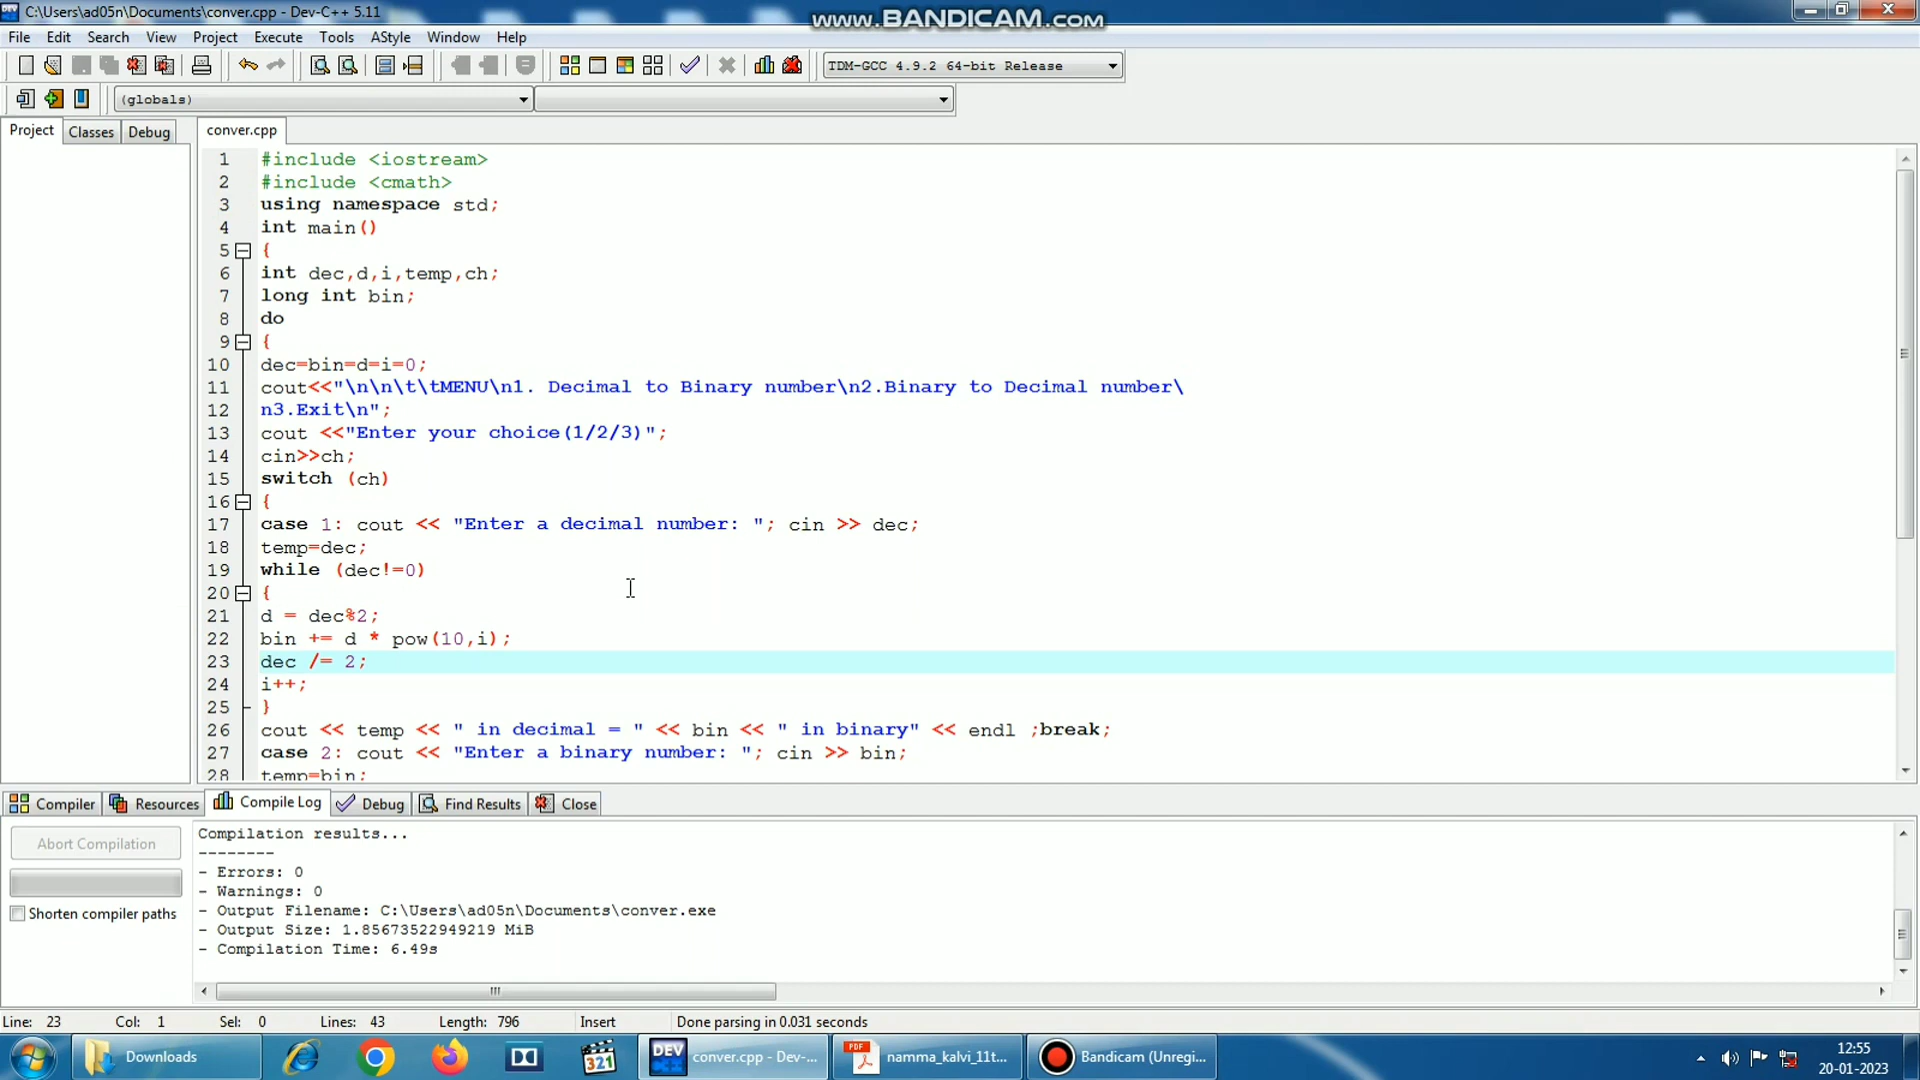 C:\Users\ad05n\Documents\conver.cpp - Dev-C++ 5.11
www.BANDICAM.com
File Edit Search View Project Execute Tools AStyle Window Help
TDM-GCC 4.9.2 64-bit Release
(globals)
Project Classes Debug conver.cpp
1 #include <iostream>
2 #include <cmath>
3 using namespace std;
4 int main()
5 {
6 int dec,d,i,temp,ch;
7 long int bin;
8 do
9 {
10 dec=bin=d=i=0;
11 cout<<"\n\n\t\tMENU\n1. Decimal to Binary number\n2.Binary to Decimal number\
12 n3.Exit\n";
13 cout <<"Enter your choice(1/2/3)";
14 cin>>ch;
15 switch (ch)
16 {
17 case 1: cout << "Enter a decimal number: "; cin >> dec;
18 temp=dec;
19 while (dec!=0)
20 {
21 d = dec%2;
22 bin += d * pow(10,i);
23 dec /= 2;
24 i++;
25 }
26 cout << temp << " in decimal = " << bin << " in binary" << endl ;break;
27 case 2: cout << "Enter a binary number: "; cin >> bin;
28 temp=bin;
Compiler Resources Compile Log Debug Find Results Close
Abort Compilation
Shorten compiler paths
Compilation results...
--------
- Errors: 0
- Warnings: 0
- Output Filename: C:\Users\ad05n\Documents\conver.exe
- Output Size: 1.85673522949219 MiB
- Compilation Time: 6.49s
Line: 23 Col: 1 Sel: 0 Lines: 43 Length: 796 Insert Done parsing in 0.031 seconds
Downloads 321 DEV conver.cpp - Dev-... PDF namma_kalvi_11t... Bandicam (Unregi...
12:55
20-01-2023